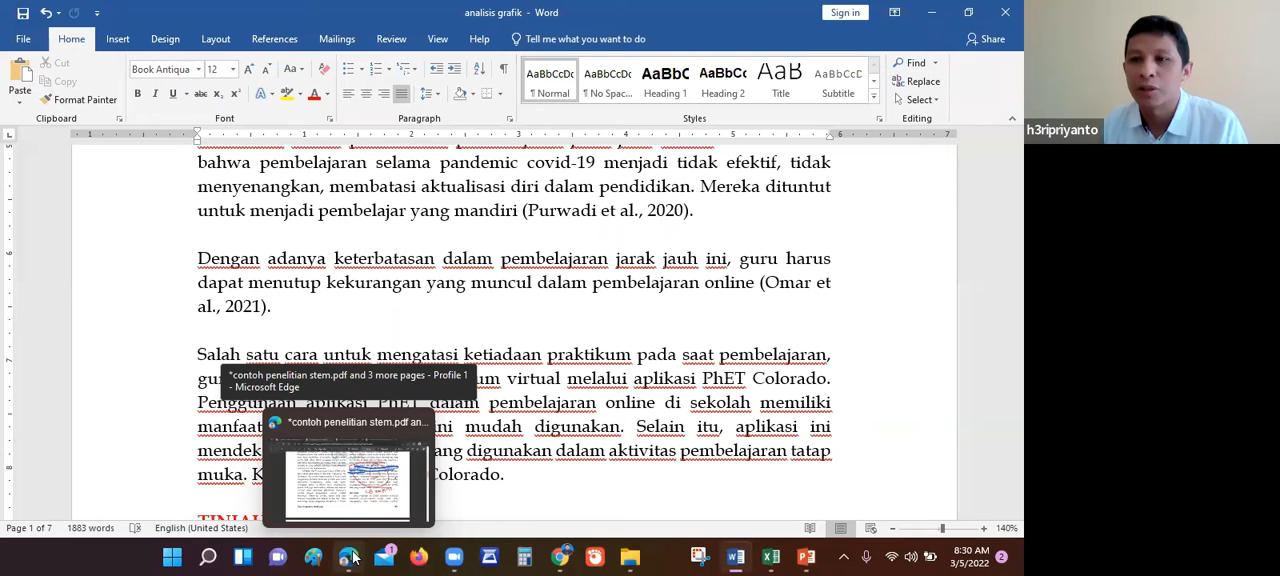 analisis grafik - Word
Sign in
File Home Insert Design Layout References Mailings Review View Help Tell me what you want to do Share
Paste
Cut
Copy
Format Painter
Clipboard
Book Antiqua 12
Font
Paragraph
AaBbCcDc AaBbCcDc AaBbC AaBbCc AaB AaBbCcD
¶ Normal ¶ No Spac... Heading 1 Heading 2 Title Subtitle
Styles
Find
Replace
Select
Editing
h3ripriyanto
bahwa pembelajaran selama pandemic covid-19 menjadi tidak efektif, tidak
menyenangkan, membatasi aktualisasi diri dalam pendidikan. Mereka dituntut
untuk menjadi pembelajar yang mandiri (Purwadi et al., 2020).
Dengan adanya keterbatasan dalam pembelajaran jarak jauh ini, guru harus
dapat menutup kekurangan yang muncul dalam pembelajaran online (Omar et
al., 2021).
Salah satu cara untuk mengatasi ketiadaan praktikum pada saat pembelajaran,
virtual melalui aplikasi PhET Colorado.
*contoh penelitian stem.pdf and 3 more pages - Profile 1
- Microsoft Edge
Penggunaan aplikasi PhET dalam pembelajaran online di sekolah memiliki
*contoh penelitian stem.pdf an...
mudah digunakan. Selain itu, aplikasi ini
digunakan dalam aktivitas pembelajaran tatap
muka.
Page 1 of 7 1883 words English (United States) 140%
8:30 AM
3/5/2022